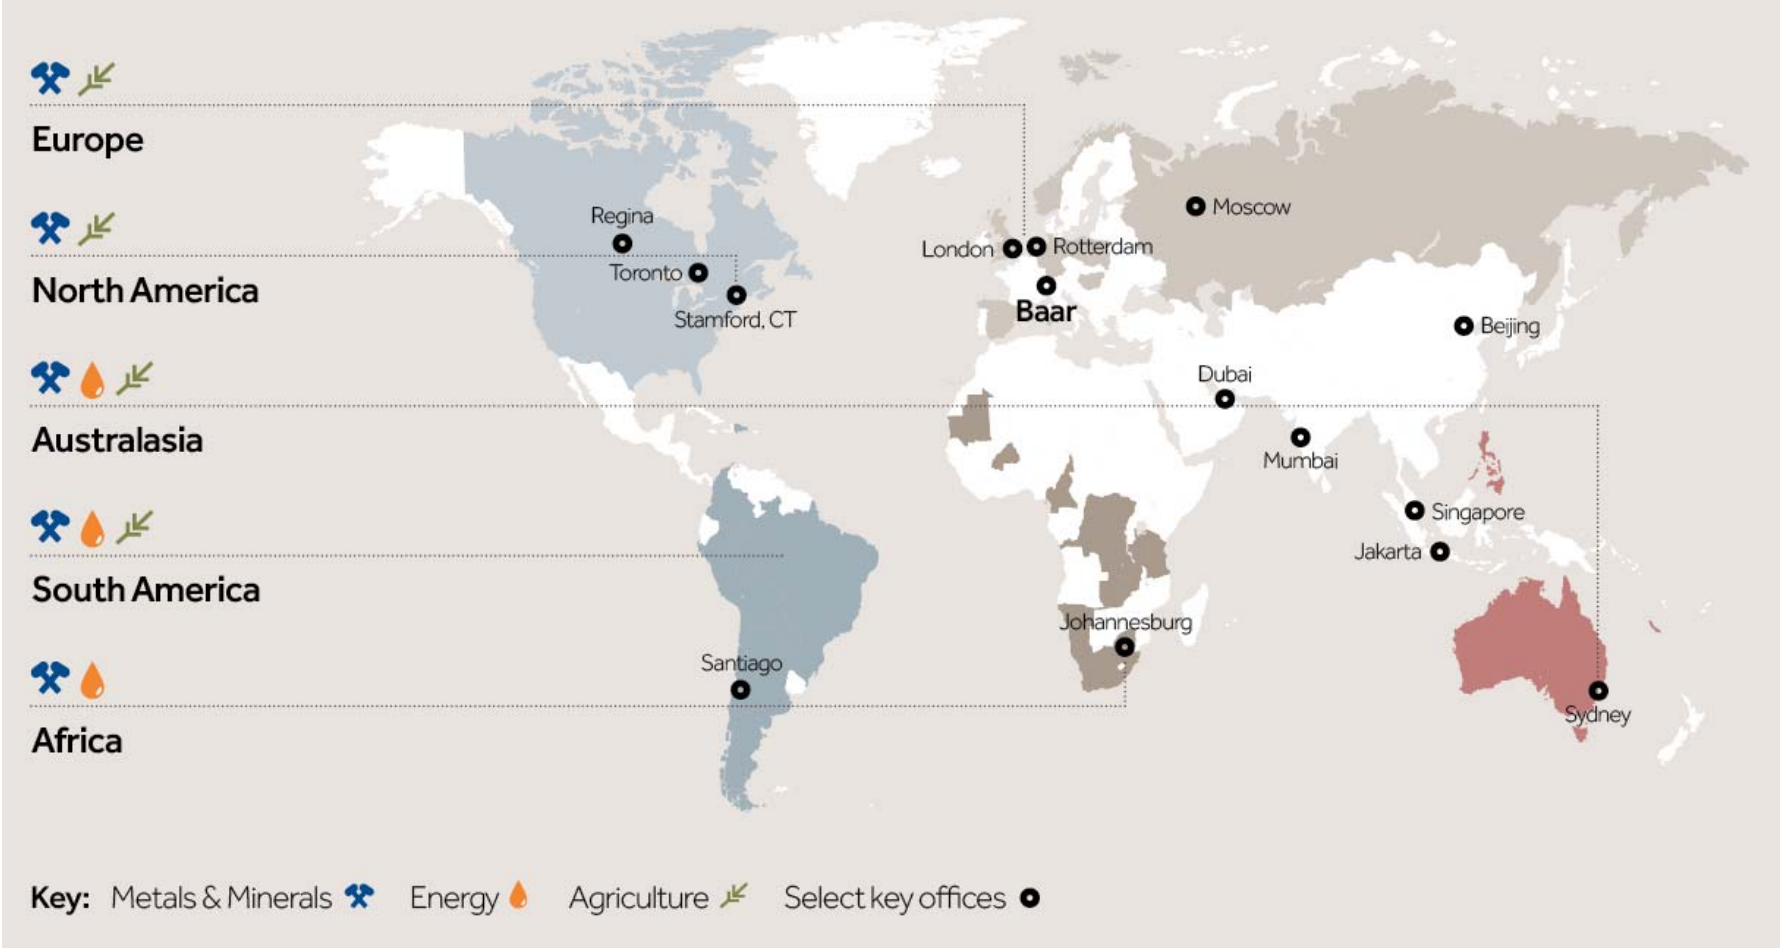 Europe
North America
Australasia
South America
Africa
Regina
Toronto
Stamford, CT
Santiago
London
Rotterdam
Baar
Moscow
Beijing
Dubai
Mumbai
Singapore
Jakarta
Johannesburg
Sydney
Key: Metals & Minerals Energy Agriculture Select key offices